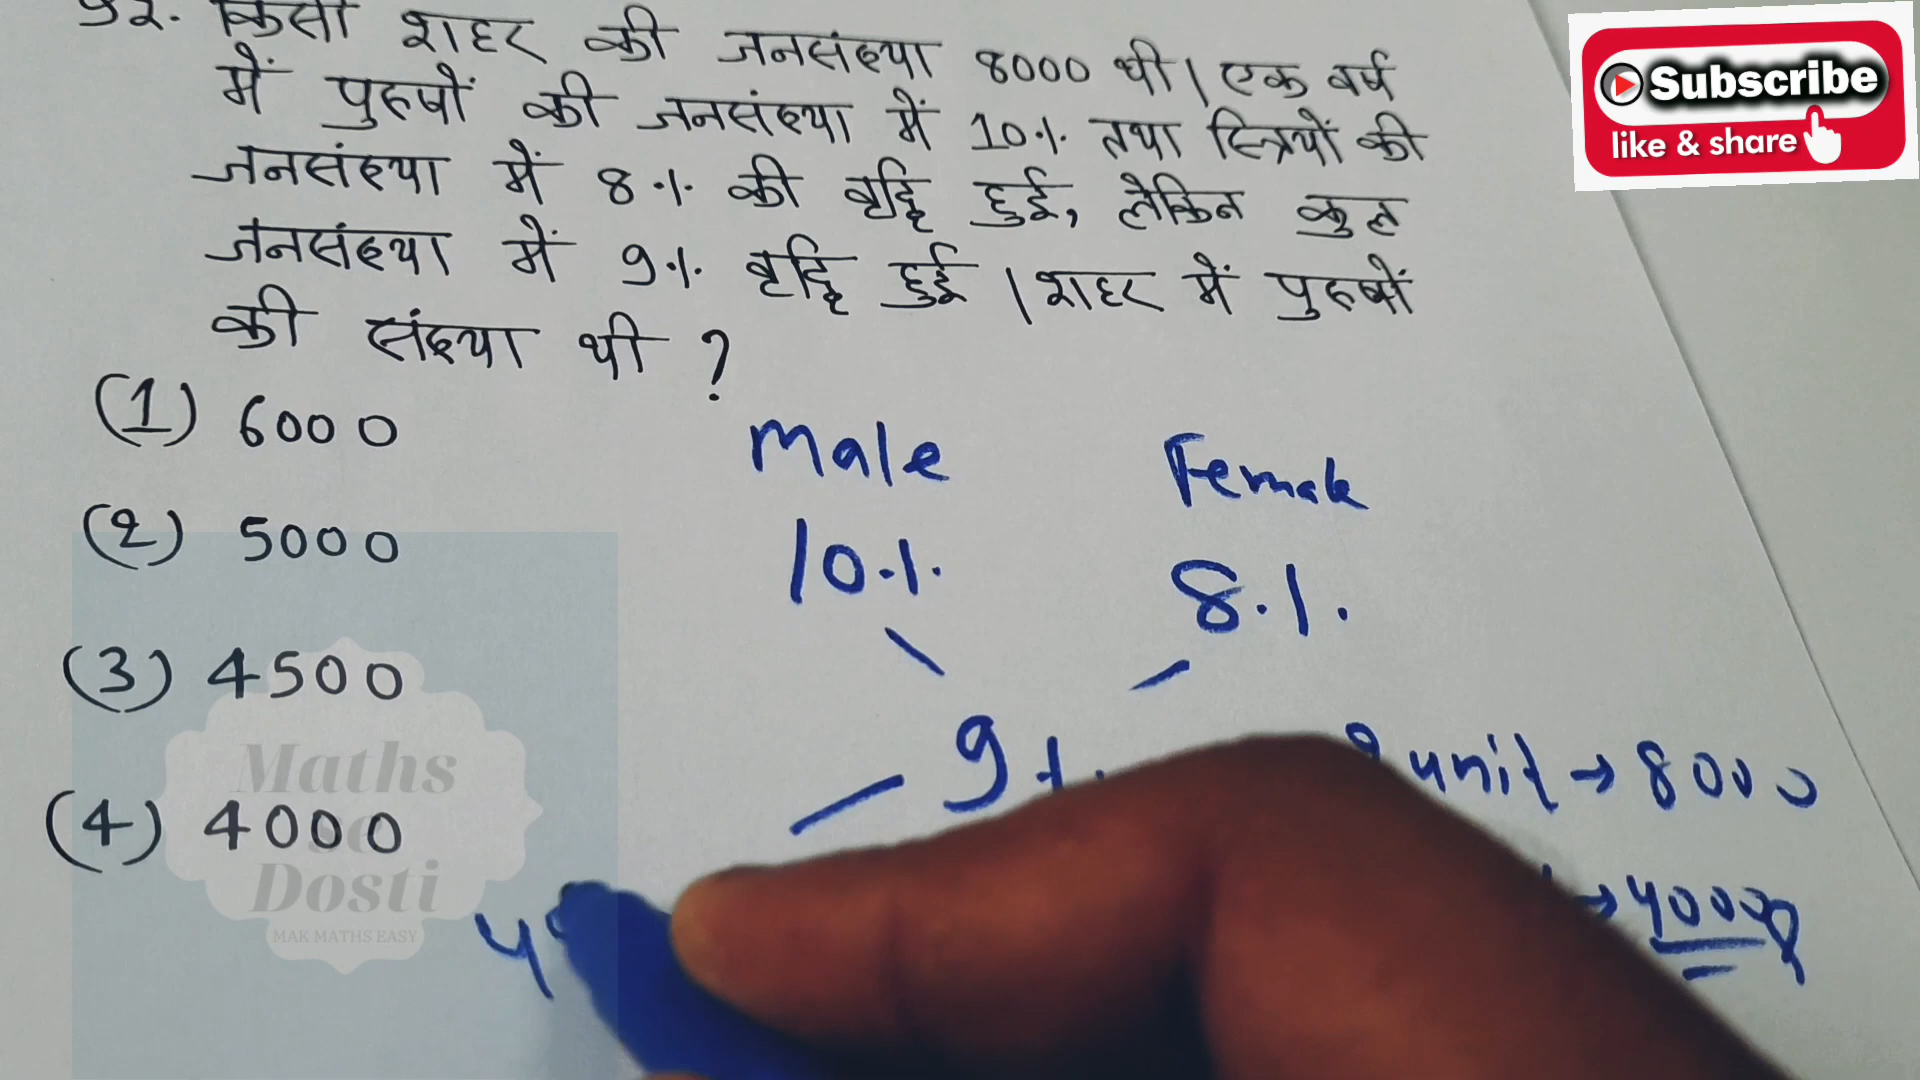 किसी शहर की जनसंख्या 8000 थी। एक वर्ष
में पुरुषों की जनसंख्या में 10% तथा स्त्रियों की
जनसंख्या में 8% की वृद्धि हुई, लेकिन कुल
जनसंख्या में 9% वृद्धि हुई। शहर में पुरुषों
की संख्या थी ?
(1) 6000
(2) 5000
(3) 4500
(4) 4000
Male Female
10% 8%
9%
unit → 8000
→ 4000
Maths
se
Dosti
MAK MATHS EASY
Subscribe
like & share